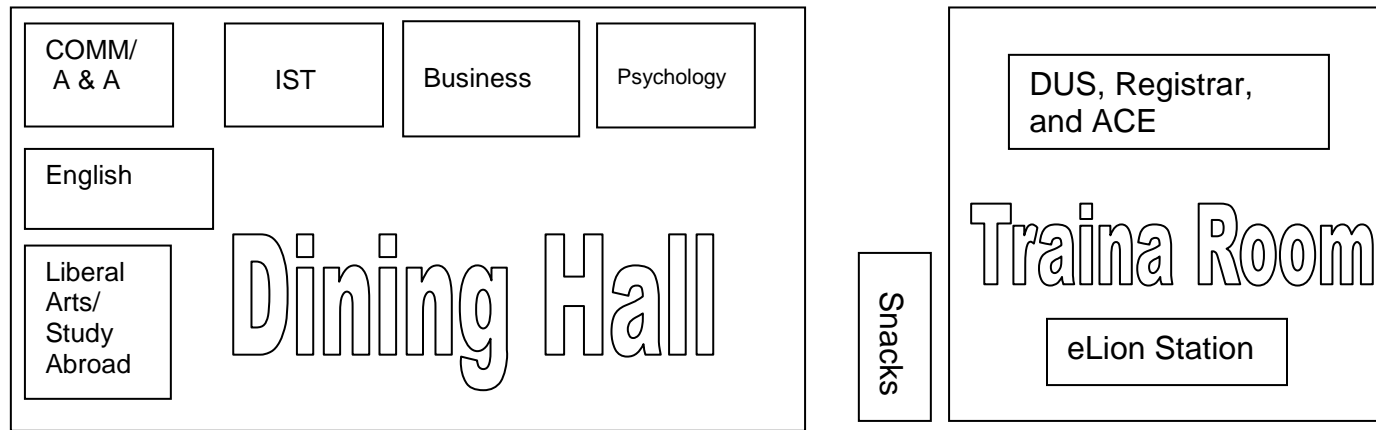 COMM/
A & A
IST
Business
Psychology
English
Liberal
Arts/
Study
Abroad
Dining Hall
Snacks
DUS, Registrar,
and ACE
Traina Room
eLion Station